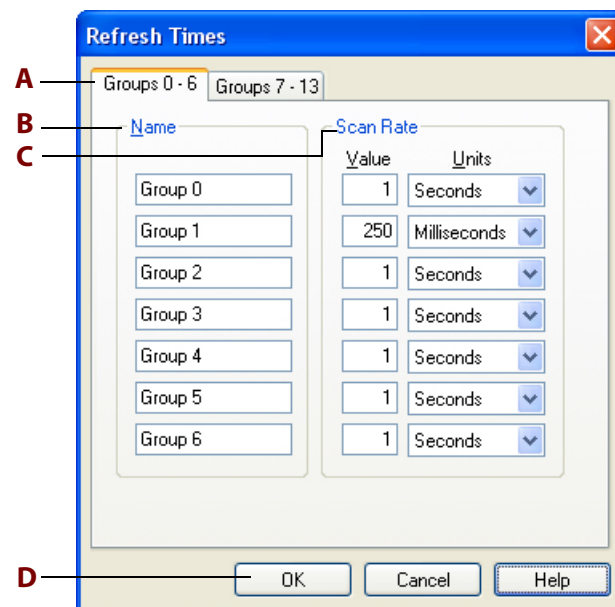 Refresh Times
A Groups 0 - 6 Groups 7 - 13
B Name Scan Rate
C
Value Units
Group 0 1 Seconds
Group 1 250 Milliseconds
Group 2 1 Seconds
Group 3 1 Seconds
Group 4 1 Seconds
Group 5 1 Seconds
Group 6 1 Seconds
D OK Cancel Help